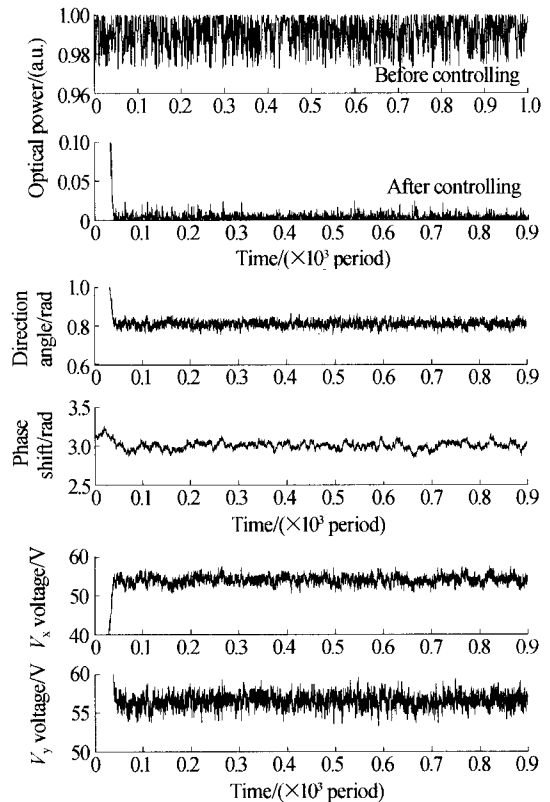 Optical power/(a.u.)
1.00
0.98
0.96
Before controlling
0 0.1 0.2 0.3 0.4 0.5 0.6 0.7 0.8 0.9 1.0
0.10
0.05
0
After controlling
0 0.1 0.2 0.3 0.4 0.5 0.6 0.7 0.8 0.9
Time/(×10³ period)
Direction
angle/rad
1.0
0.8
0.6
0 0.1 0.2 0.3 0.4 0.5 0.6 0.7 0.8 0.9
Phase
shift/rad
3.5
3.0
2.5
0 0.1 0.2 0.3 0.4 0.5 0.6 0.7 0.8 0.9
Time/(×10³ period)
Vx voltage/V
60
50
40
0 0.1 0.2 0.3 0.4 0.5 0.6 0.7 0.8 0.9
Vy voltage/V
60
55
50
0 0.1 0.2 0.3 0.4 0.5 0.6 0.7 0.8 0.9
Time/(×10³ period)